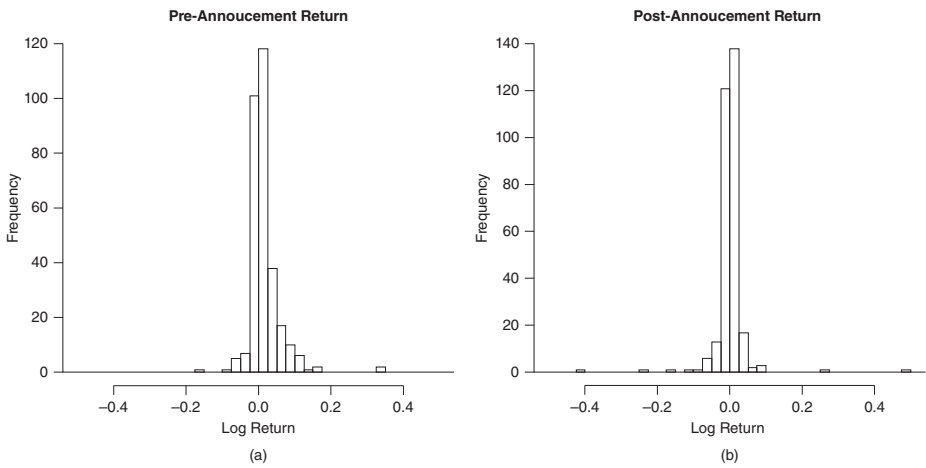 Pre-Annoucement Return
120
100
80
60
40
20
0
Frequency
−0.4 −0.2 0.0 0.2 0.4
Log Return
(a)
Post-Annoucement Return
140
120
100
80
60
40
20
0
Frequency
−0.4 −0.2 0.0 0.2 0.4
Log Return
(b)